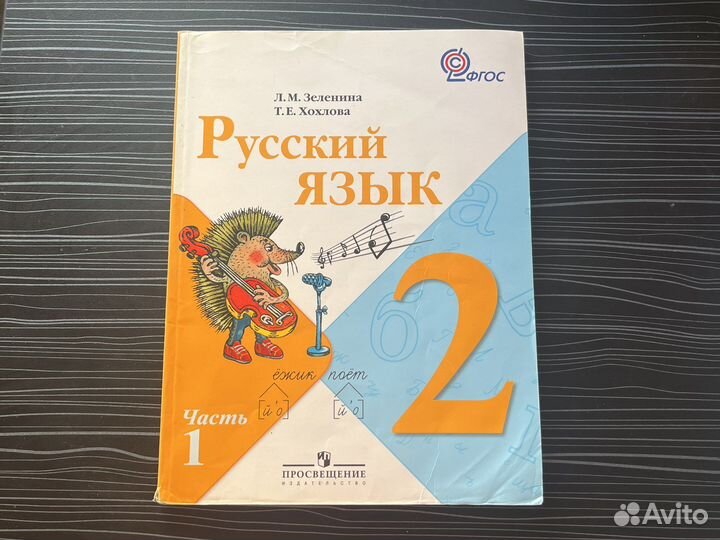 ФГОС
Л. М. Зеленина
Т. Е. Хохлова
Русский
язык
2
ёжик поёт
[й'о] [й'о]
Часть
1
ПРОСВЕЩЕНИЕ
ИЗДАТЕЛЬСТВО
Avito